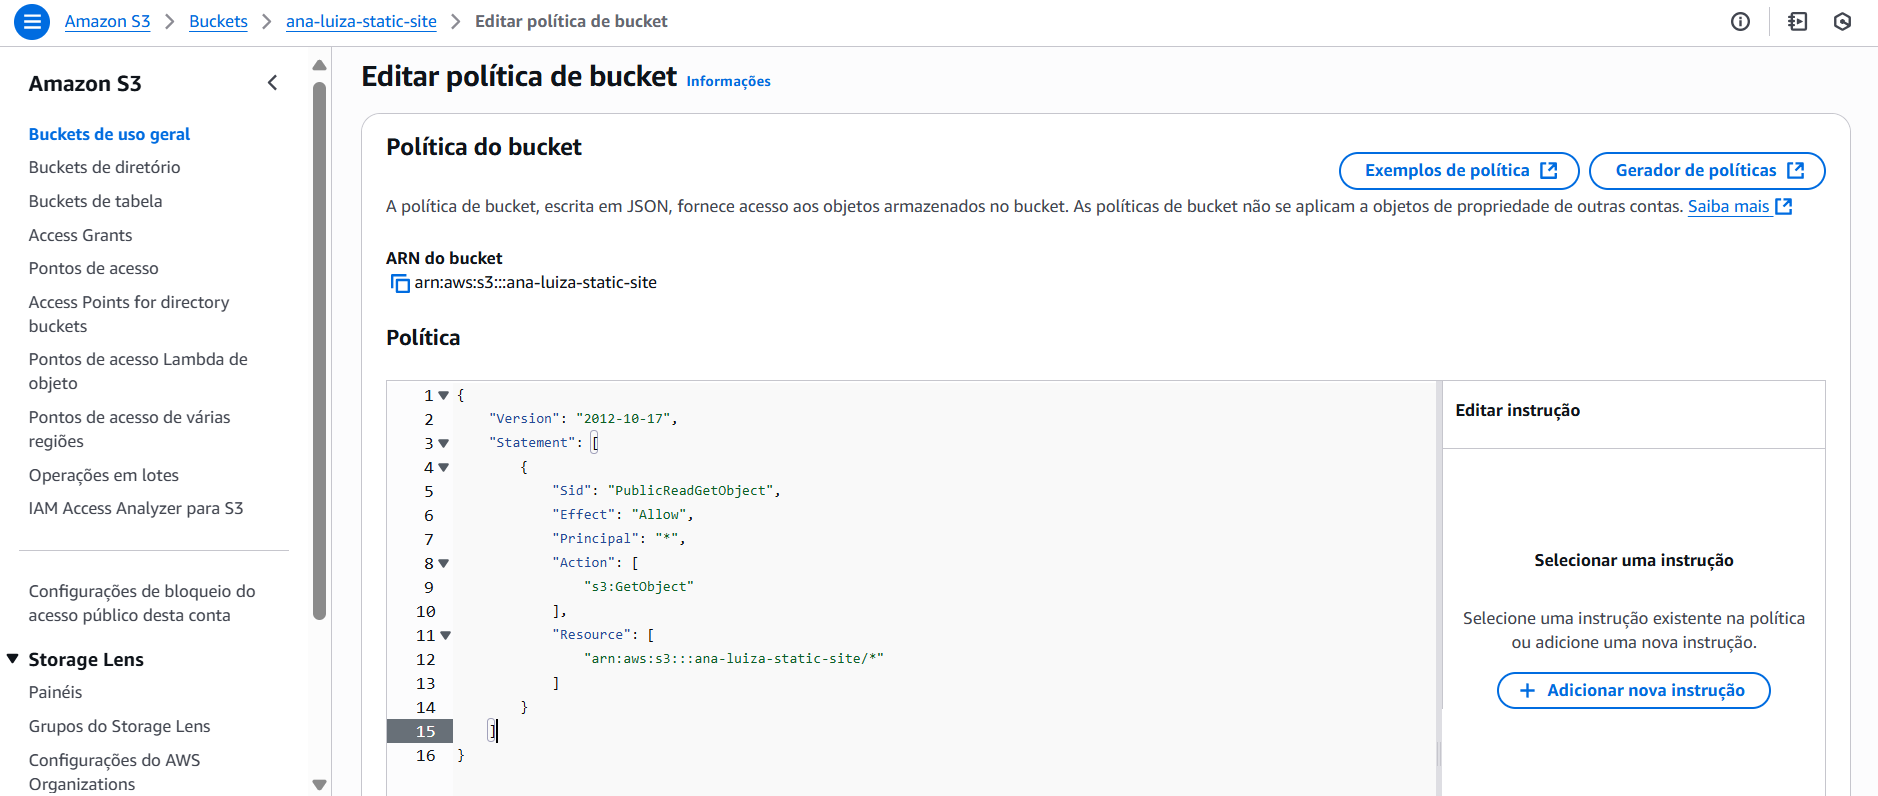 Amazon S3 > Buckets > ana-luiza-static-site > Editar política de bucket
Amazon S3
Buckets de uso geral
Buckets de diretório
Buckets de tabela
Access Grants
Pontos de acesso
Access Points for directory
buckets
Pontos de acesso Lambda de
objeto
Pontos de acesso de várias
regiões
Operações em lotes
IAM Access Analyzer para S3
Configurações de bloqueio do
acesso público desta conta
Storage Lens
Painéis
Grupos do Storage Lens
Configurações do AWS
Organizations
Editar política de bucket Informações
Política do bucket
Exemplos de política
Gerador de políticas
A política de bucket, escrita em JSON, fornece acesso aos objetos armazenados no bucket. As políticas de bucket não se aplicam a objetos de propriedade de outras contas. Saiba mais
ARN do bucket
arn:aws:s3:::ana-luiza-static-site
Política
1 {
2 "Version": "2012-10-17",
3 "Statement": [
4 {
5 "Sid": "PublicReadGetObject",
6 "Effect": "Allow",
7 "Principal": "*",
8 "Action": [
9 "s3:GetObject"
10 ],
11 "Resource": [
12 "arn:aws:s3:::ana-luiza-static-site/*"
13 ]
14 }
15 ]
16 }
Editar instrução
Selecionar uma instrução
Selecione uma instrução existente na política
ou adicione uma nova instrução.
+ Adicionar nova instrução